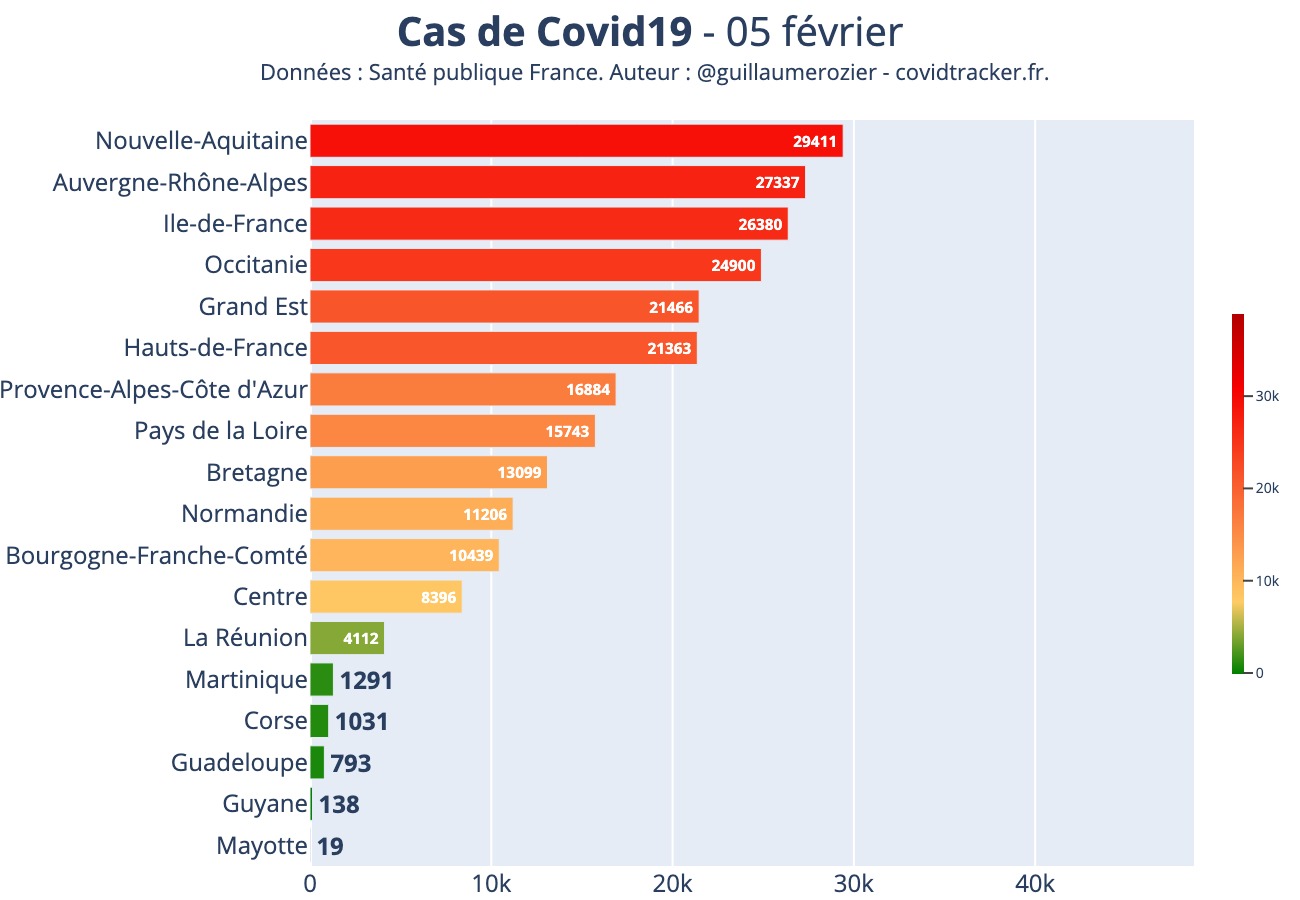 Cas de Covid19 - 05 février
Données : Santé publique France. Auteur : @guillaumerozier - covidtracker.fr.
Nouvelle-Aquitaine 29411
Auvergne-Rhône-Alpes 27337
Ile-de-France 26380
Occitanie 24900
Grand Est 21466
Hauts-de-France 21363
Provence-Alpes-Côte d'Azur 16884
Pays de la Loire 15743
Bretagne 13099
Normandie 11206
Bourgogne-Franche-Comté 10439
Centre 8396
La Réunion 4112
Martinique 1291
Corse 1031
Guadeloupe 793
Guyane 138
Mayotte 19
0 10k 20k 30k 40k
30k
20k
10k
0